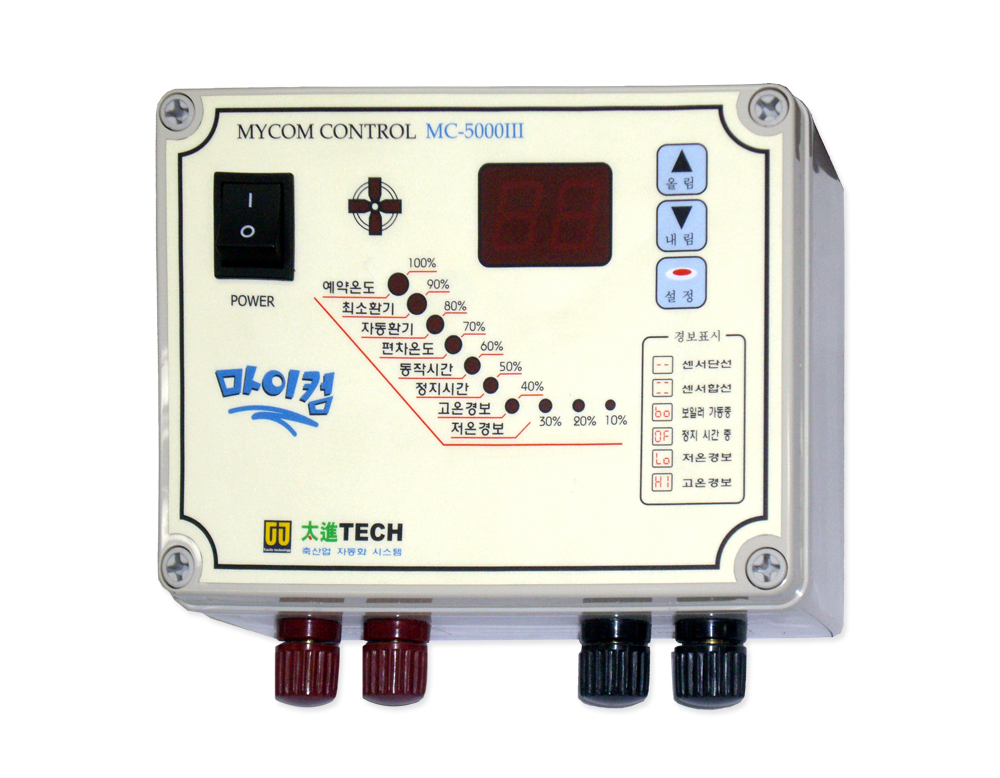 MYCOM CONTROL MC-5000III
올 림
내 림
설 정
POWER
100%
예약온도
90%
최소환기
80%
자동환기
70%
편차온도
60%
동작시간
50%
정지시간
40%
고온경보
30% 20% 10%
저온경보
마이컴
경보표시
-- 센서단선
센서합선
bo 보일러 가동중
OF 정지 시간 중
Lo 저온경보
HI 고온경보
太進TECH
축산업 자동화 시스템